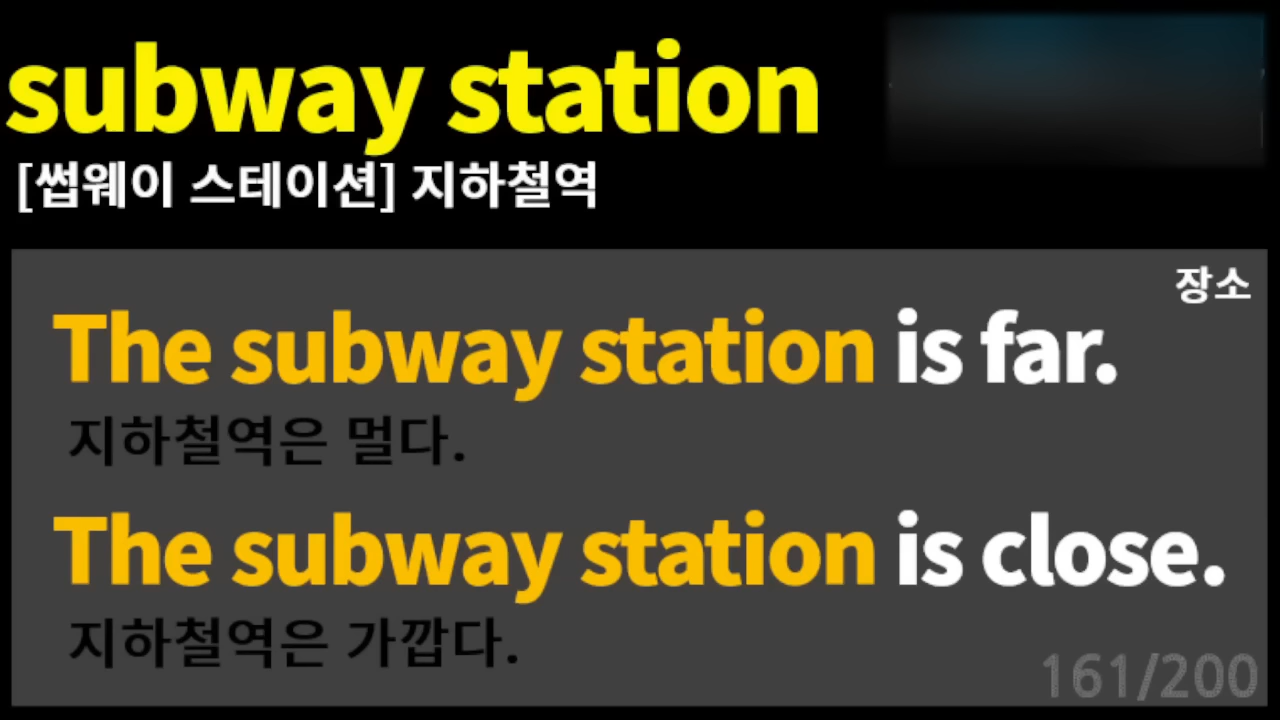 subway station
[썹웨이 스테이션] 지하철역
장소
The subway station is far.
지하철역은 멀다.
The subway station is close.
지하철역은 가깝다.
161/200